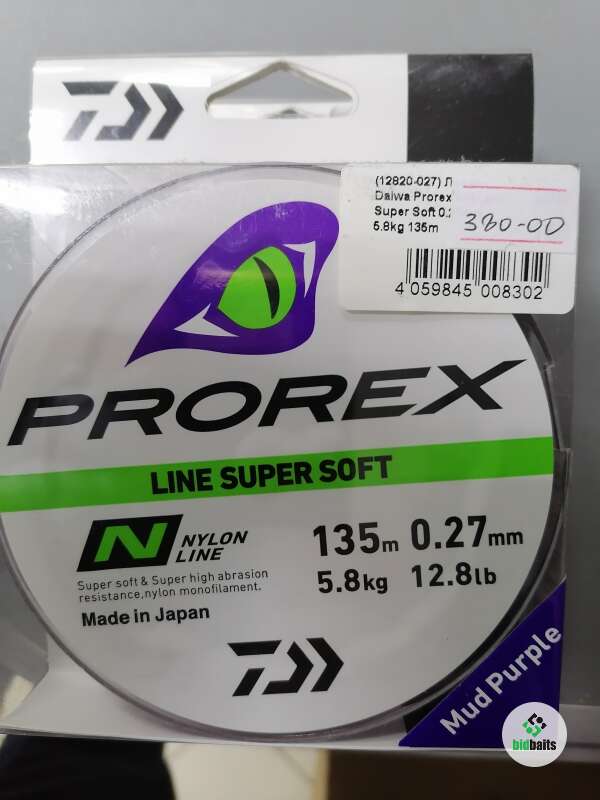 (12820-027) Л
Daiwa Prorex
Super Soft 0.2
5.8kg 135m
380-00
4 059845 008302
PROREX
LINE SUPER SOFT
N NYLON
LINE
135m 0.27mm
5.8kg 12.8lb
Super soft & Super high abrasion
resistance,nylon monofilament.
Made in Japan
Mud Purple
bidbaits